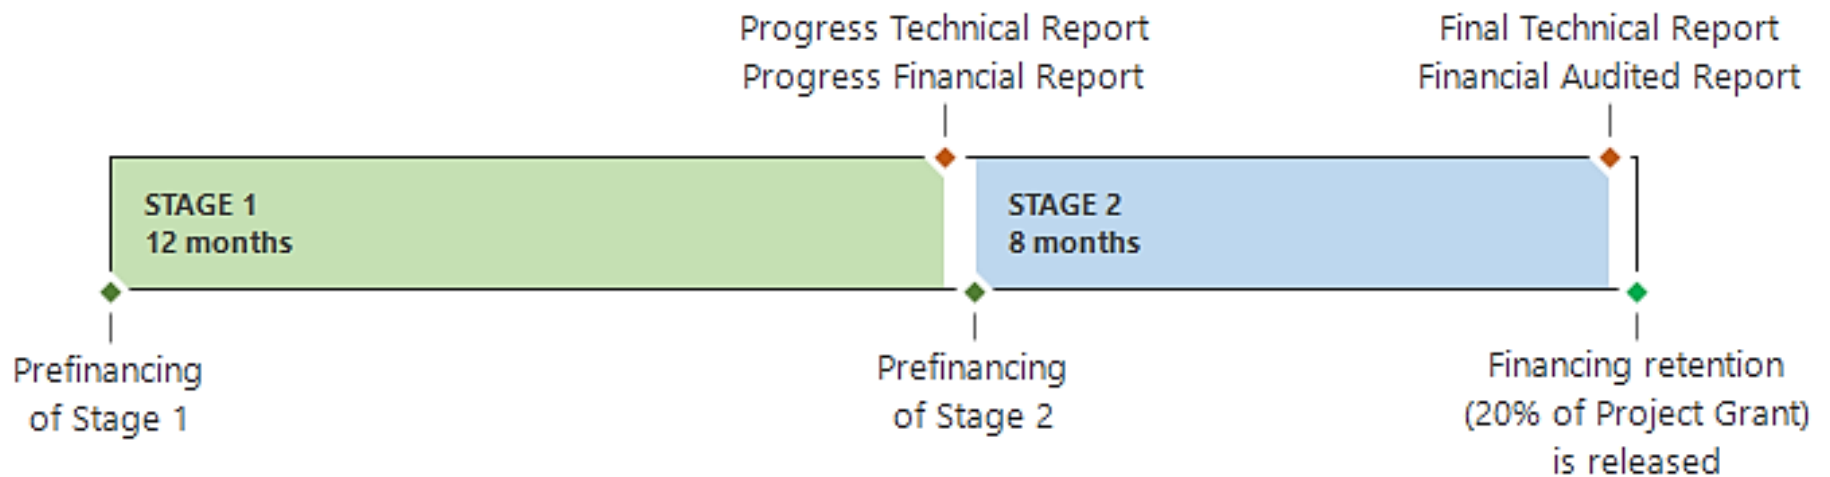 Progress Technical Report
Progress Financial Report
Final Technical Report
Financial Audited Report
STAGE 1
12 months
STAGE 2
8 months
Prefinancing
of Stage 1
Prefinancing
of Stage 2
Financing retention
(20% of Project Grant)
is released